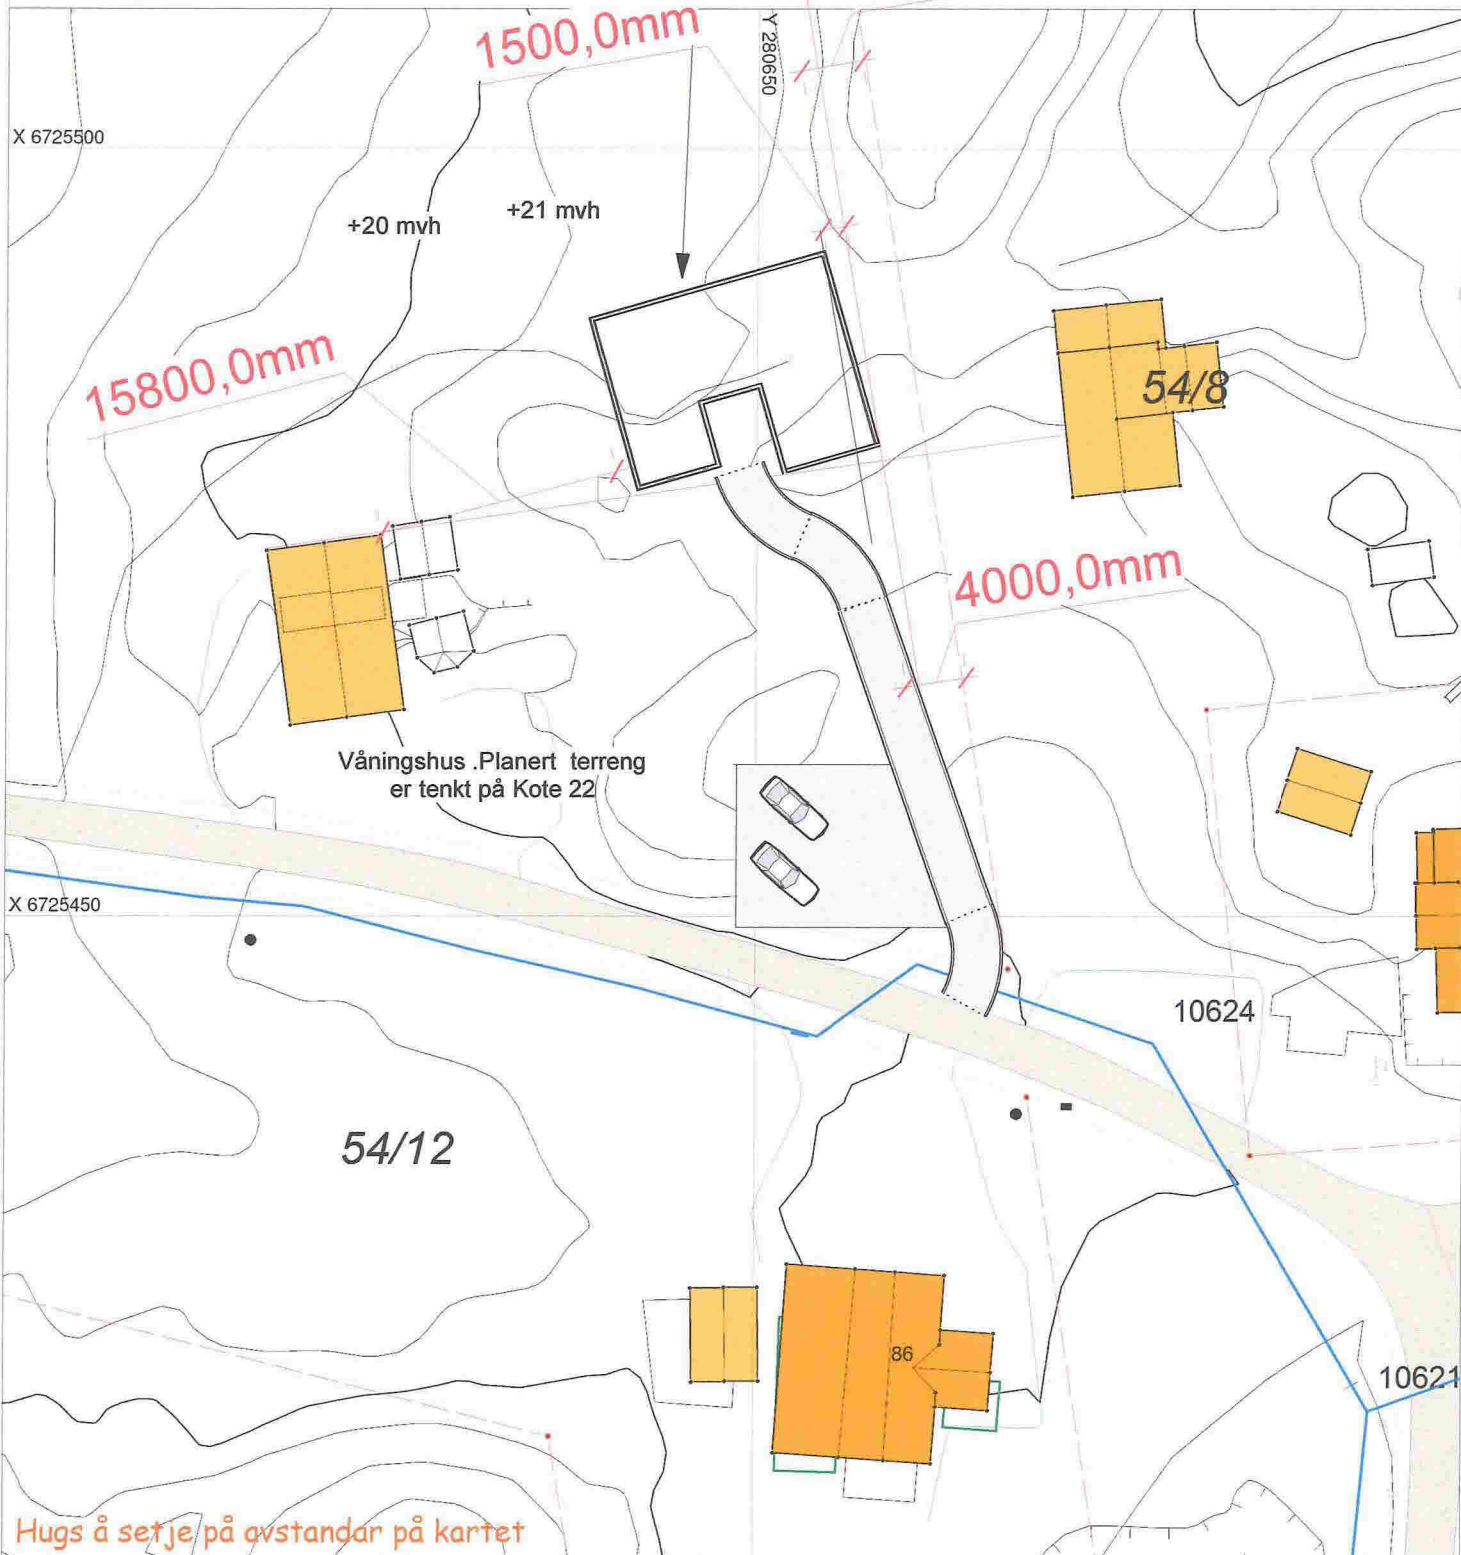 1500,0mm
Y 280650
X 6725500
+20 mvh
+21 mvh
15800,0mm
54/8
4000,0mm
Våningshus .Planert terreng
er tenkt på Kote 22
X 6725450
10624
54/12
86
10621
Hugs å setje på avstandar på kartet